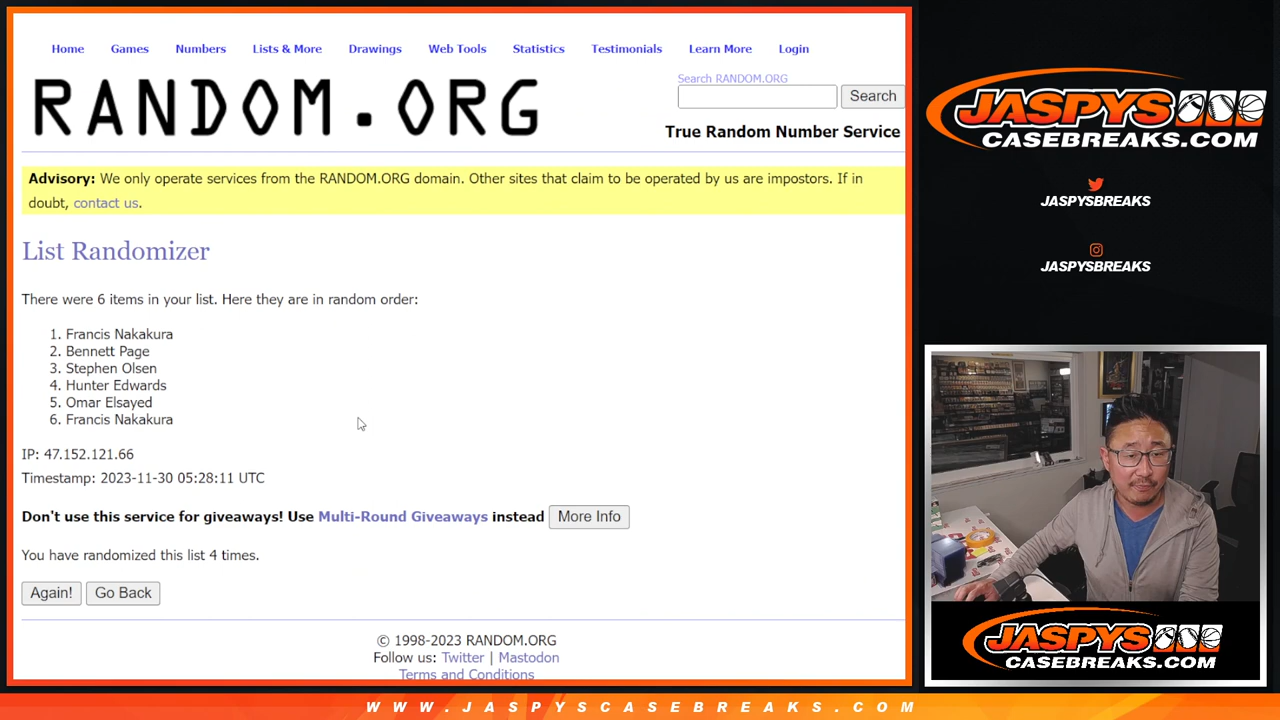 Home Games Numbers Lists & More Drawings Web Tools Statistics Testimonials Learn More Login
RANDOM.ORG
Search RANDOM.ORG
Search
True Random Number Service
Advisory: We only operate services from the RANDOM.ORG domain. Other sites that claim to be operated by us are impostors. If in
doubt, contact us.
List Randomizer
There were 6 items in your list. Here they are in random order:
1. Francis Nakakura
2. Bennett Page
3. Stephen Olsen
4. Hunter Edwards
5. Omar Elsayed
6. Francis Nakakura
IP: 47.152.121.66
Timestamp: 2023-11-30 05:28:11 UTC
Don't use this service for giveaways! Use Multi-Round Giveaways instead More Info
You have randomized this list 4 times.
Again! Go Back
© 1998-2023 RANDOM.ORG
Follow us: Twitter | Mastodon
Terms and Conditions
JASPYS
CASEBREAKS.COM
JASPYSBREAKS
JASPYSBREAKS
JASPYS
CASEBREAKS.COM
WWW.JASPYSCASEBREAKS.COM